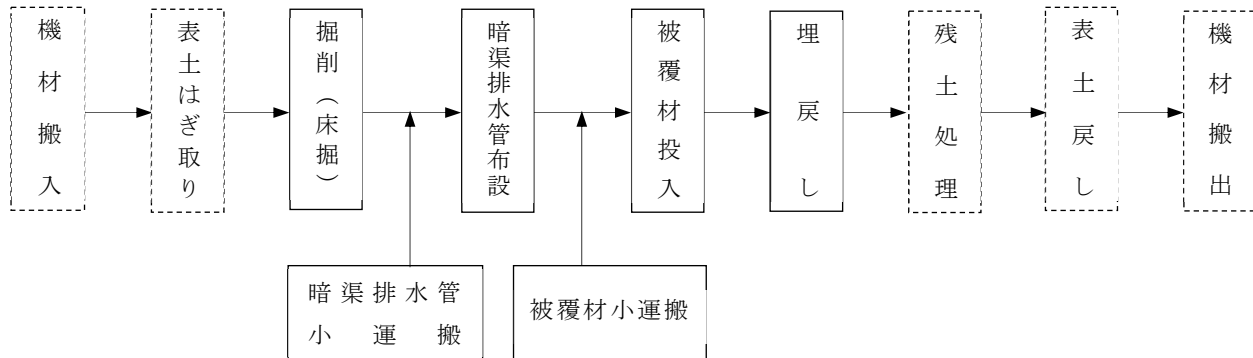 機材搬入
表土はぎ取り
掘削（床掘）
暗渠排水管布設
被覆材投入
埋戻し
残土処理
表土戻し
機材搬出
暗渠排水管
小運搬
被覆材小運搬